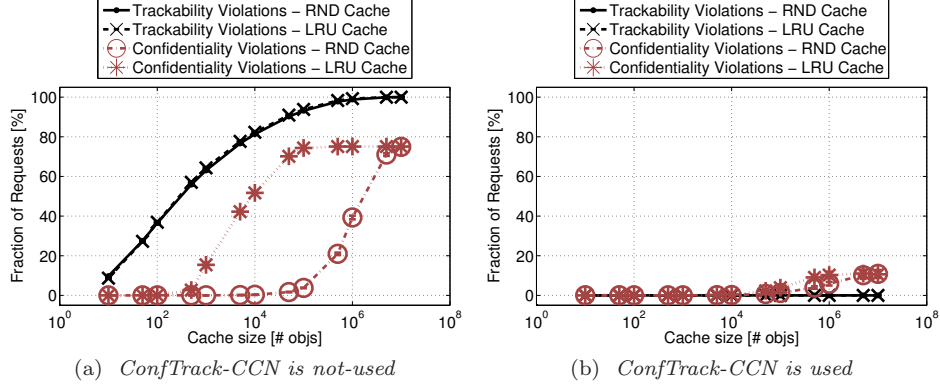 Trackability Violations – RND Cache
Trackability Violations – LRU Cache
Confidentiality Violations – RND Cache
Confidentiality Violations – LRU Cache
100
80
60
40
20
0
Fraction of Requests [%]
10^0 10^2 10^4 10^6 10^8
Cache size [# objs]
(a) ConfTrack-CCN is not-used
Trackability Violations – RND Cache
Trackability Violations – LRU Cache
Confidentiality Violations – RND Cache
Confidentiality Violations – LRU Cache
100
80
60
40
20
0
Fraction of Requests [%]
10^0 10^2 10^4 10^6 10^8
Cache size [# objs]
(b) ConfTrack-CCN is used